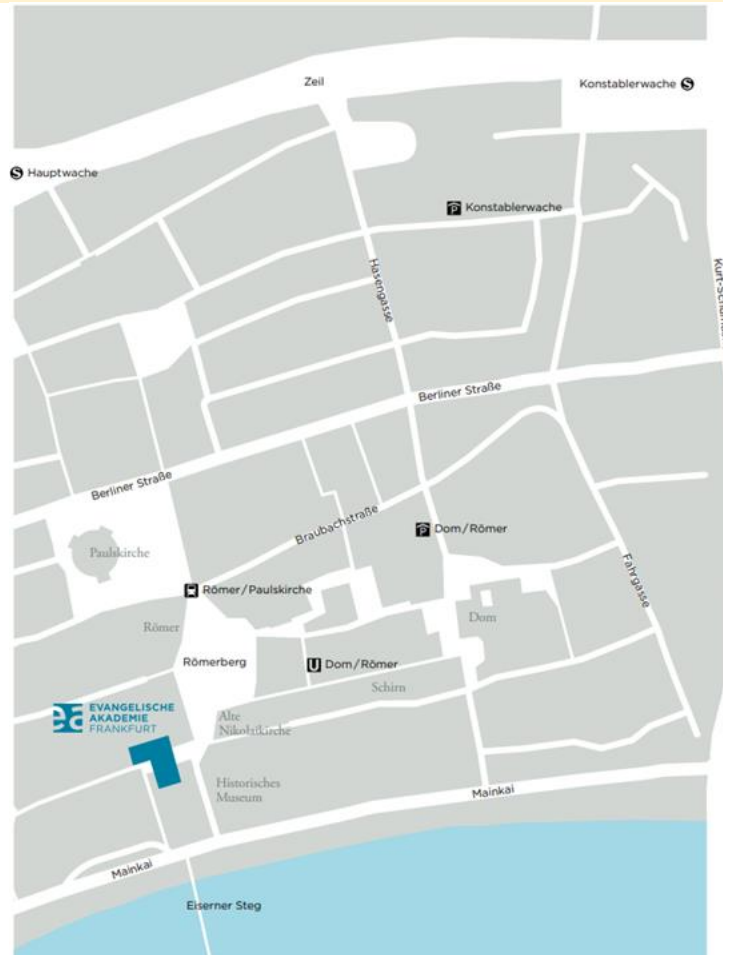 Zeil
Konstablerwache S
S Hauptwache
P Konstablerwache
Hasengasse
Berliner Straße
Berliner Straße
Braubachstraße
P Dom/Römer
Paulskirche
Fahrgasse
Römer/Paulskirche
Dom
Römer
Römerberg
U Dom/Römer
Schirn
EVANGELISCHE
AKADEMIE
FRANKFURT
Alte
Nikolaikirche
Historisches
Museum
Mainkai
Mainkai
Eiserner Steg